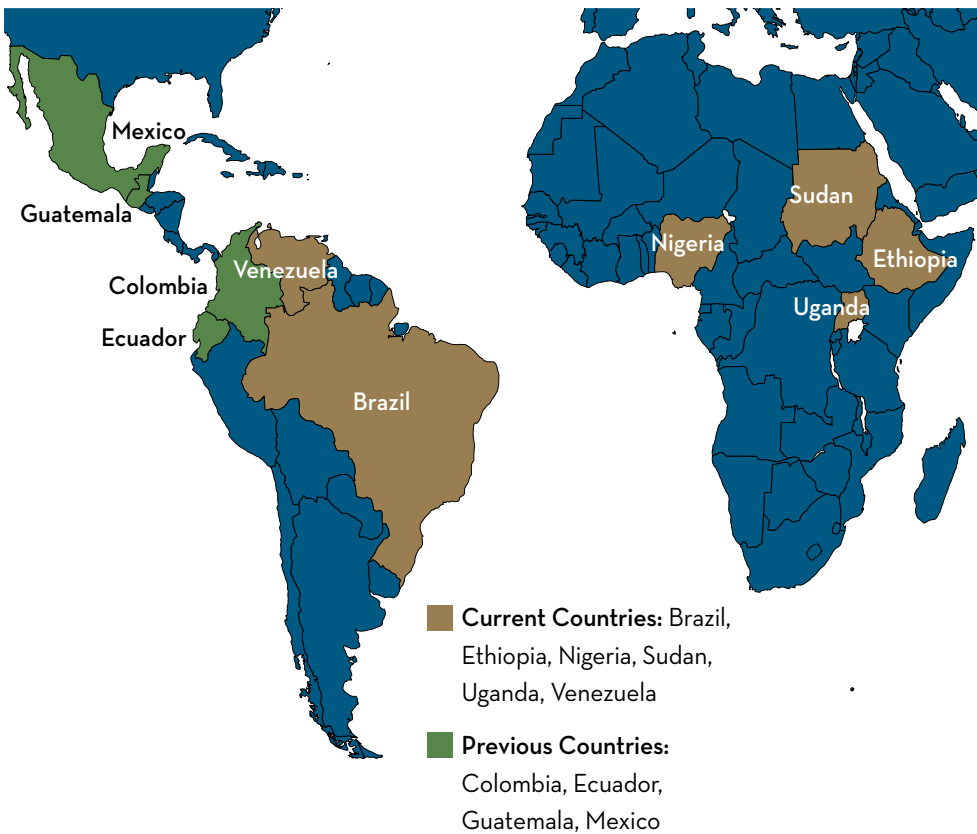 Mexico
Guatemala
Sudan
Nigeria
Ethiopia
Venezuela
Colombia
Uganda
Ecuador
Brazil
Current Countries: Brazil,
Ethiopia, Nigeria, Sudan,
Uganda, Venezuela
Previous Countries:
Colombia, Ecuador,
Guatemala, Mexico